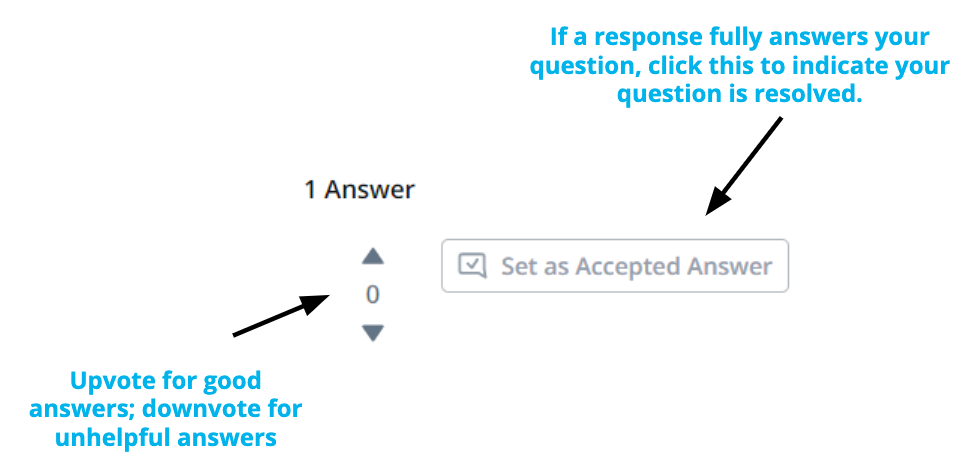 If a response fully answers your
question, click this to indicate your
question is resolved.
1 Answer
Set as Accepted Answer
0
Upvote for good
answers; downvote for
unhelpful answers